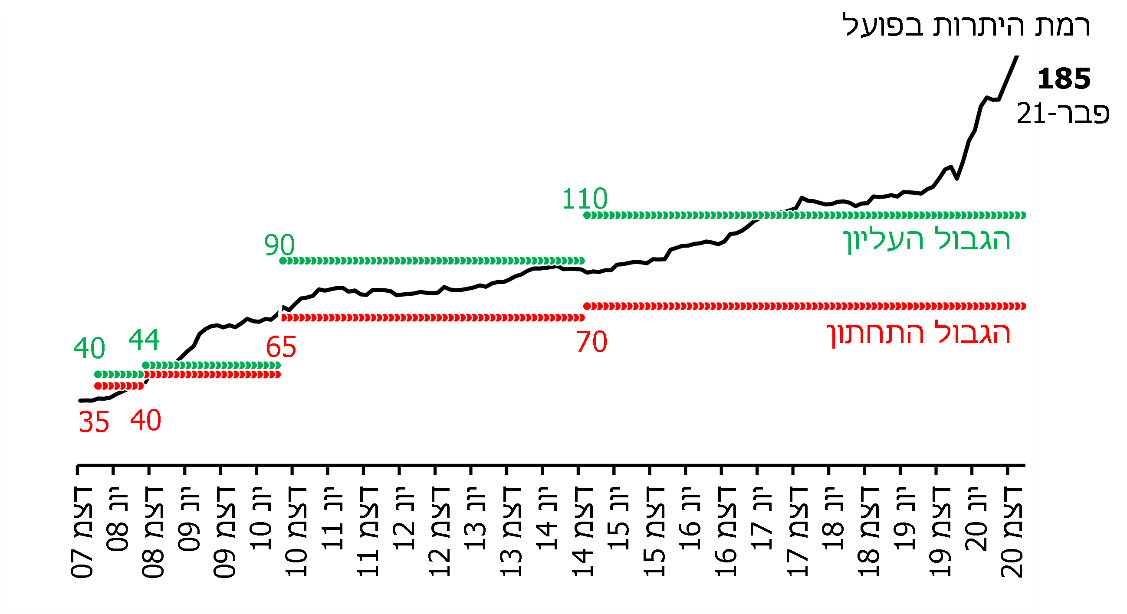 רמת היתרות בפועל
185
פבר-21
110
הגבול העליון
90
הגבול התחתון
70
65
44
40
40
35
דצמ 07
יונ 08
דצמ 08
יונ 09
דצמ 09
יונ 10
דצמ 10
יונ 11
דצמ 11
יונ 12
דצמ 12
יונ 13
דצמ 13
יונ 14
דצמ 14
יונ 15
דצמ 15
יונ 16
דצמ 16
יונ 17
דצמ 17
יונ 18
דצמ 18
יונ 19
דצמ 19
יונ 20
דצמ 20